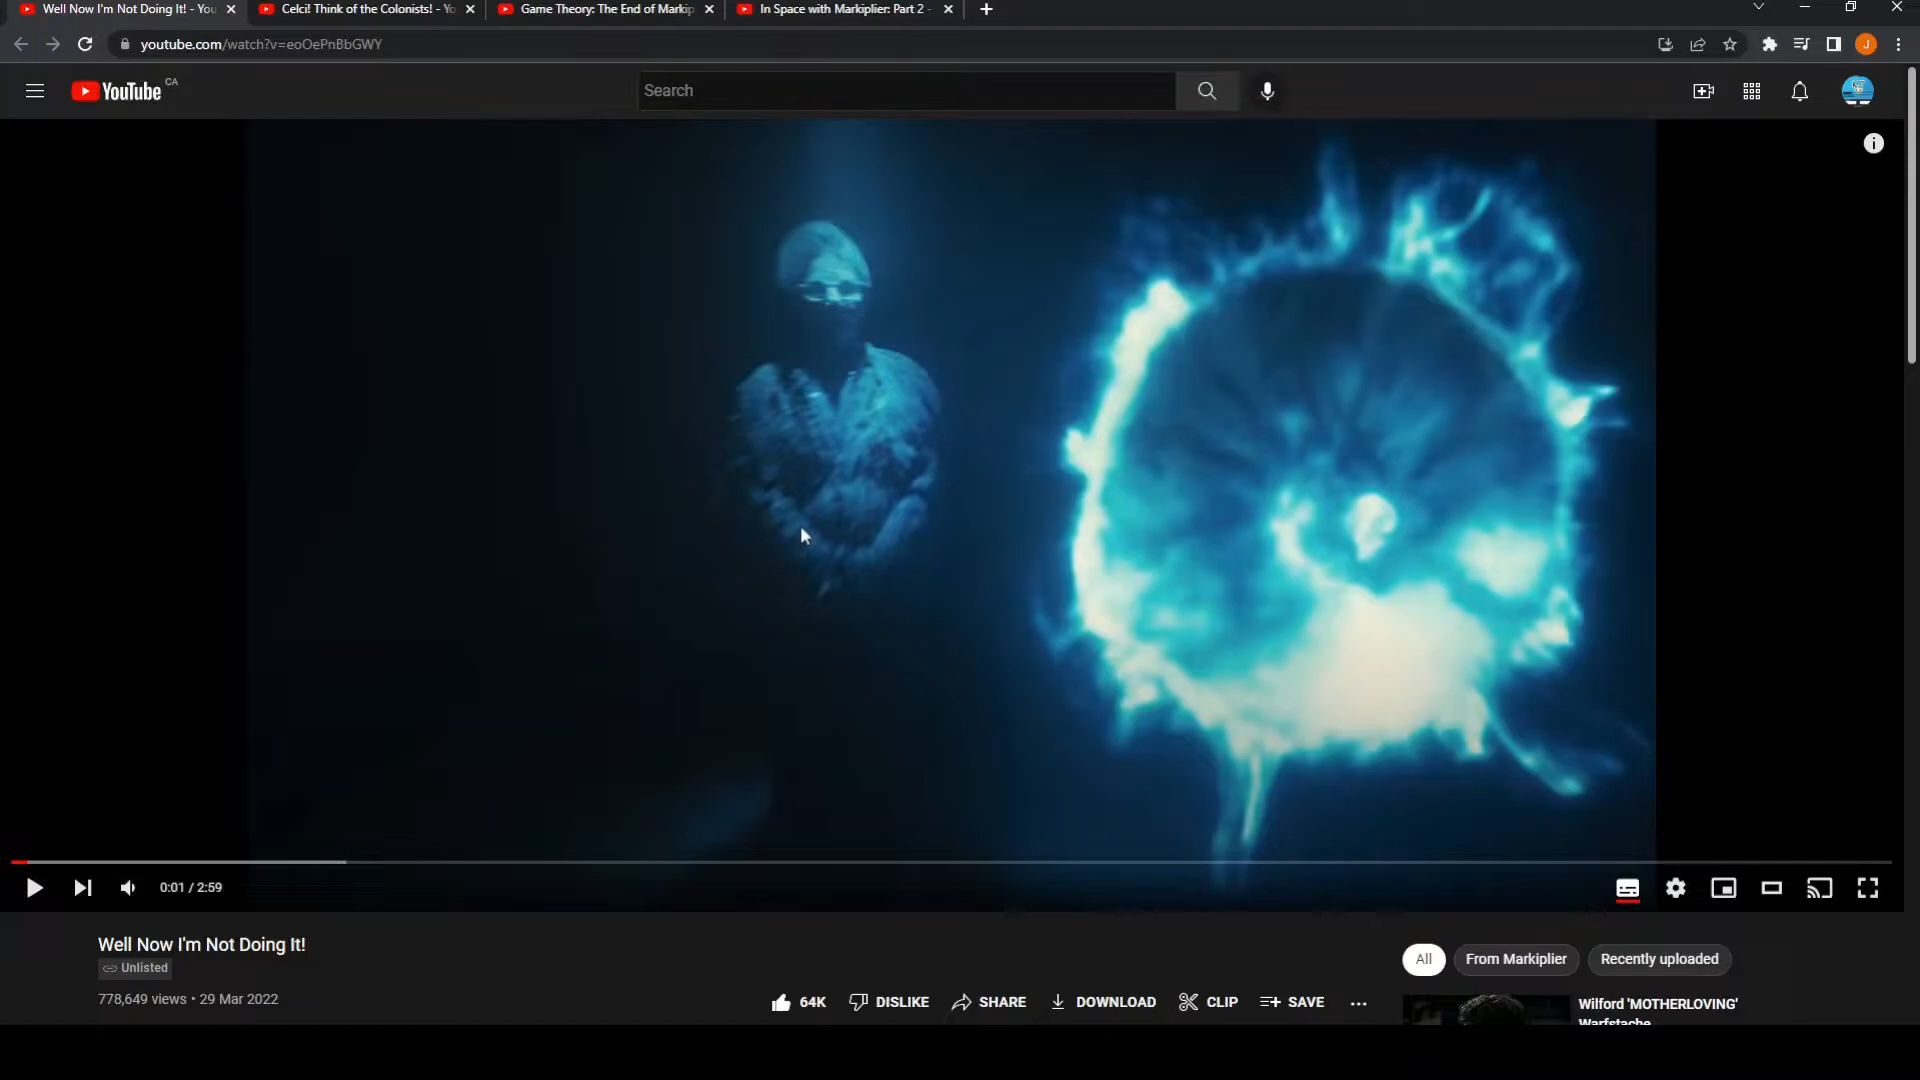 Well Now I'm Not Doing It! - You
Celci! Think of the Colonists! - Yo
Game Theory: The End of Markip
In Space with Markiplier: Part 2 -
youtube.com/watch?v=eoOePnBbGWY
J
YouTube CA
Search
0:01 / 2:59
Well Now I'm Not Doing It!
Unlisted
778,649 views • 29 Mar 2022
64K
DISLIKE
SHARE
DOWNLOAD
CLIP
SAVE
All
From Markiplier
Recently uploaded
Wilford 'MOTHERLOVING'
Warfstache